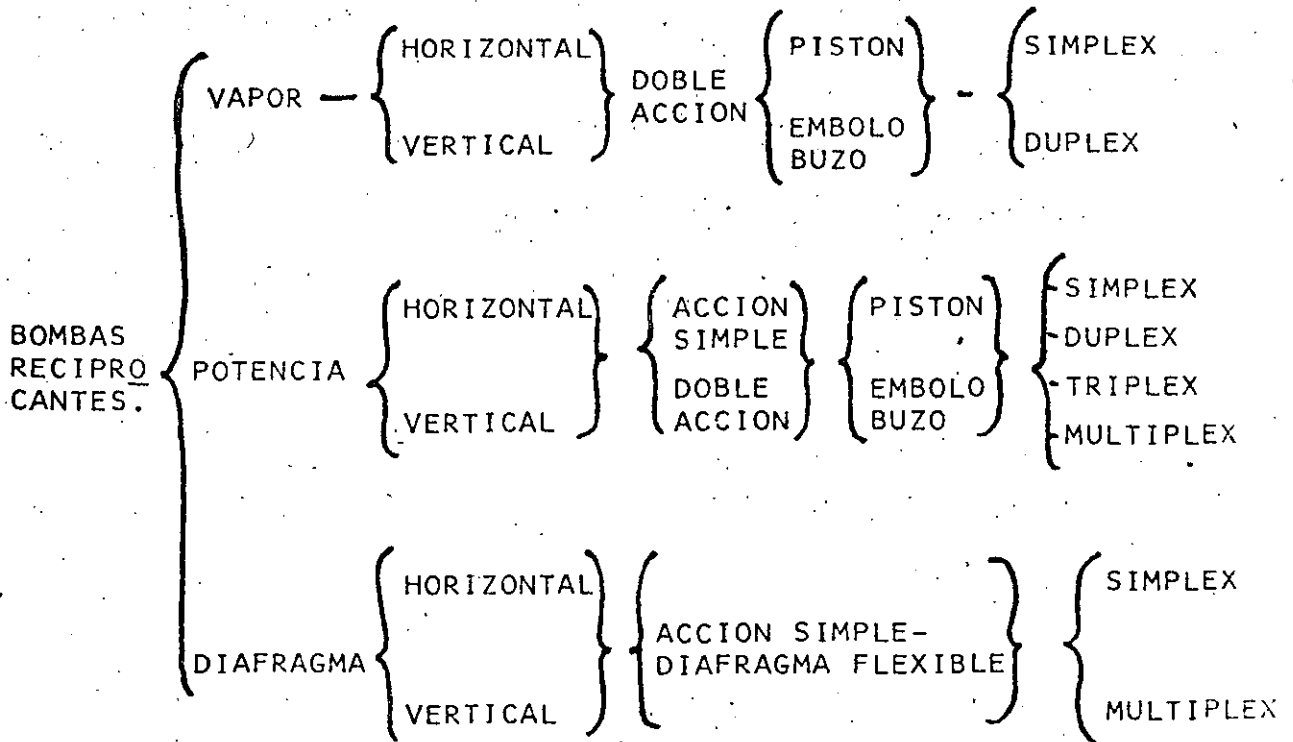 BOMBAS
RECIPRO
CANTES.
VAPOR —
HORIZONTAL
VERTICAL
DOBLE
ACCION
PISTON
EMBOLO
BUZO
-
SIMPLEX
DUPLEX
POTENCIA
HORIZONTAL
VERTICAL
ACCION
SIMPLE
DOBLE
ACCION
PISTON
EMBOLO
BUZO
-SIMPLEX
-DUPLEX
-TRIPLEX
-MULTIPLEX
DIAFRAGMA
HORIZONTAL
VERTICAL
ACCION SIMPLE-
DIAFRAGMA FLEXIBLE
SIMPLEX
MULTIPLEX